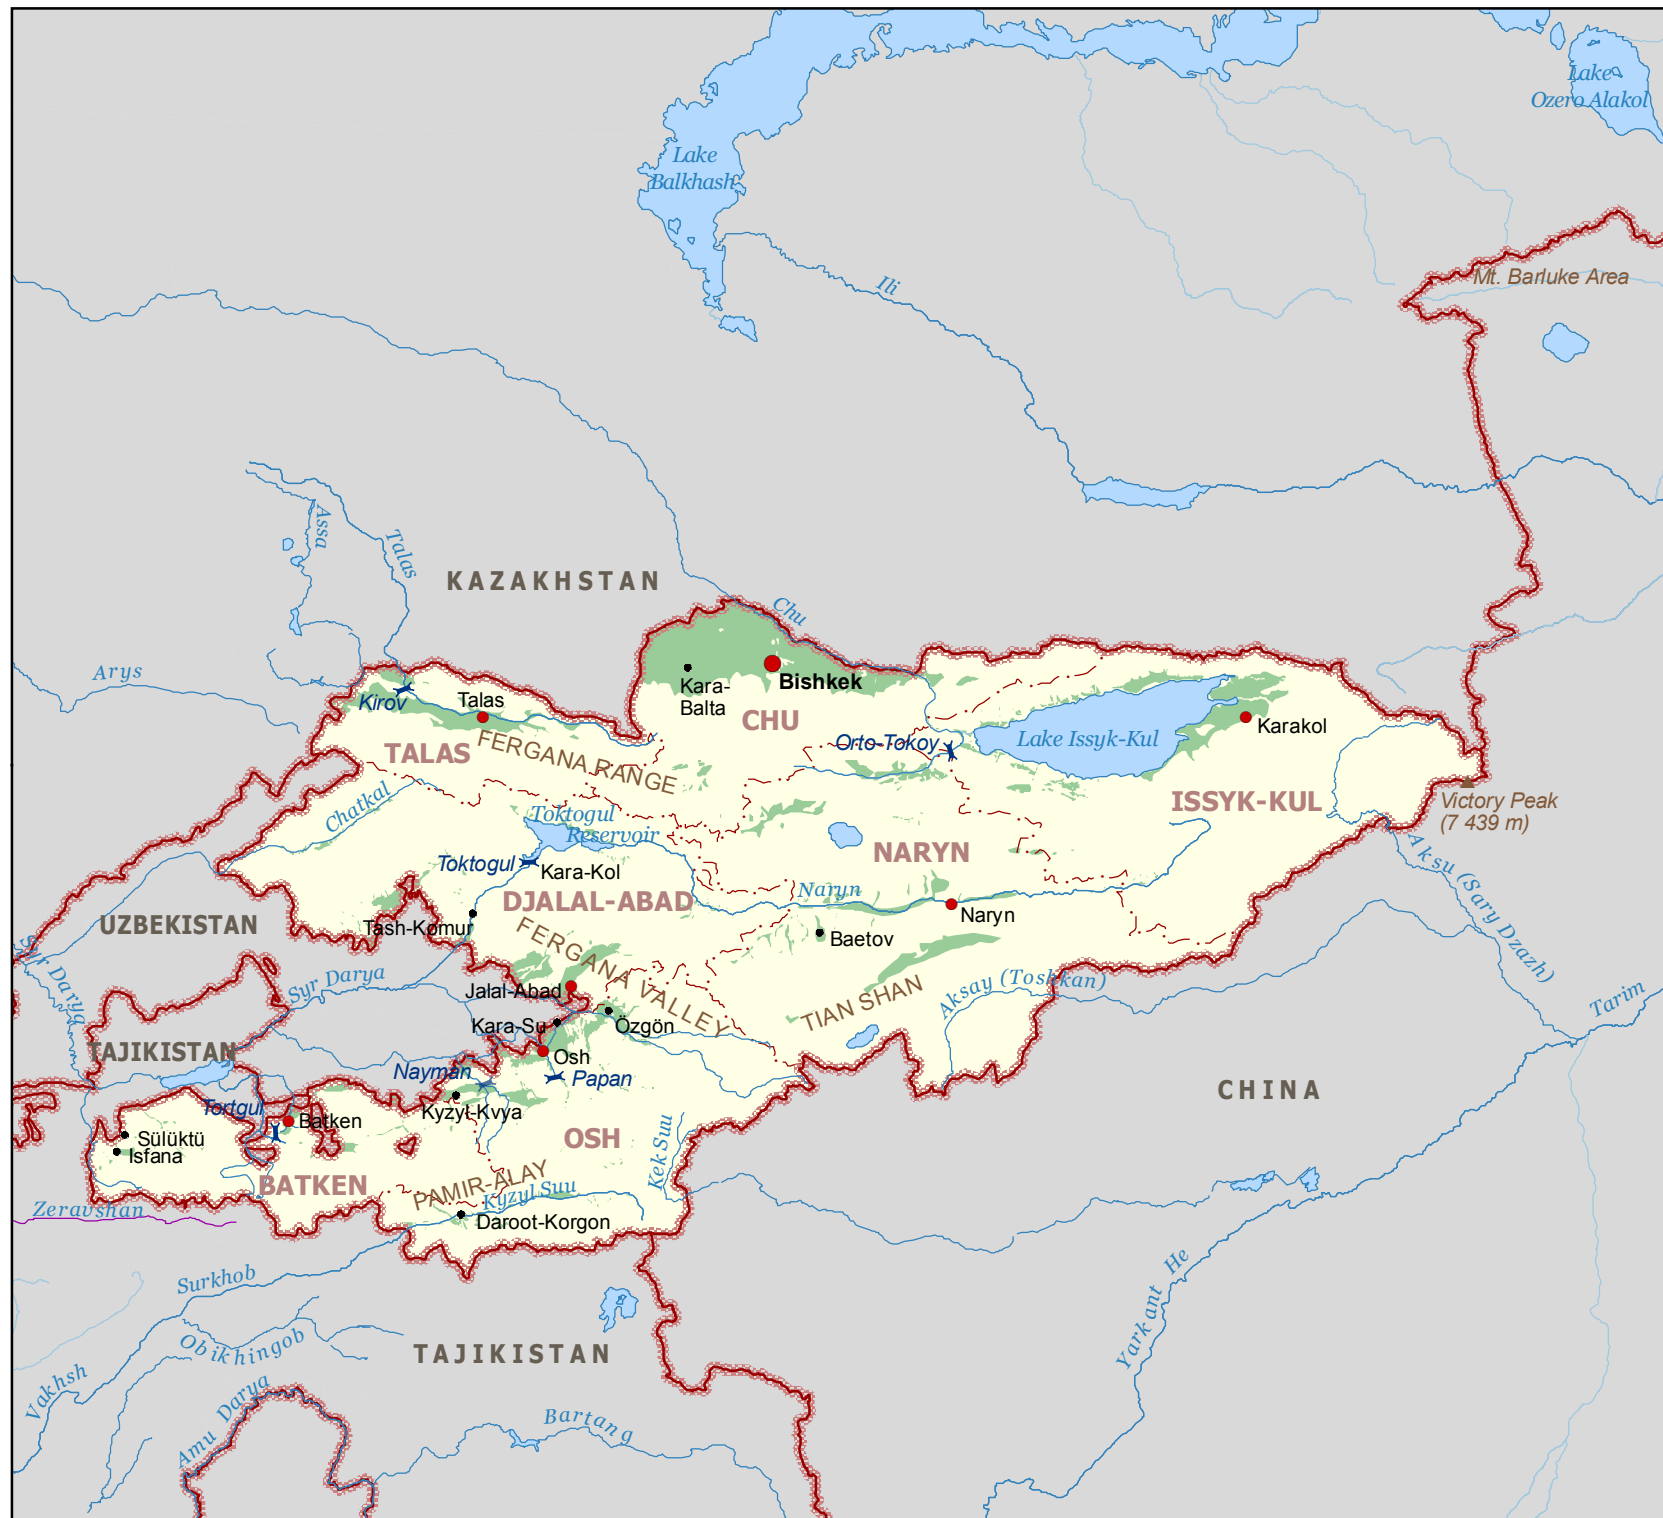 Lake
Ozero Alakol
Lake
Balkhash
Mt. Barluke Area
Ili
Assa
Talas
KAZAKHSTAN
Chu
Arys
Kirov
Talas
Kara-
Balta
Bishkek
CHU
TALAS
FERGANA RANGE
Orto-Tokoy
Lake Issyk-Kul
Karakol
ISSYK-KUL
Victory Peak
(7 439 m)
Chatkal
Toktogul
Reservoir
Toktogul
Kara-Kol
NARYN
DJALAL-ABAD
Naryn
Naryn
UZBEKISTAN
Tash-Komur
Baetov
FERGANA VALLEY
Aksu (Sary Dzazh)
Syr Darya
Syr Darya
Jalal-Abad
TIAN SHAN
Aksay (Toshkan)
Tarim
Kara-Su
Özgön
TAJIKISTAN
Osh
Nayman
Papan
CHINA
Tortgul
Kyzyl-Kvya
Batken
Sülüktü
Isfana
OSH
Kek Suu
BATKEN
PAMIR-ALAY
Kyzyl Suu
Zeravshan
Daroot-Korgon
Surkhob
Yarkant He
Obikhingob
TAJIKISTAN
Vakhsh
Amu Darya
Bartang